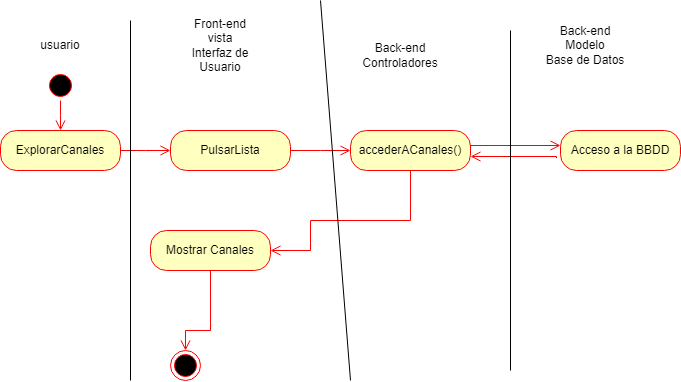 usuario
Front-end
vista
Interfaz de
Usuario
Back-end
Controladores
Back-end
Modelo
Base de Datos
ExplorarCanales
PulsarLista
accederACanales()
Acceso a la BBDD
Mostrar Canales